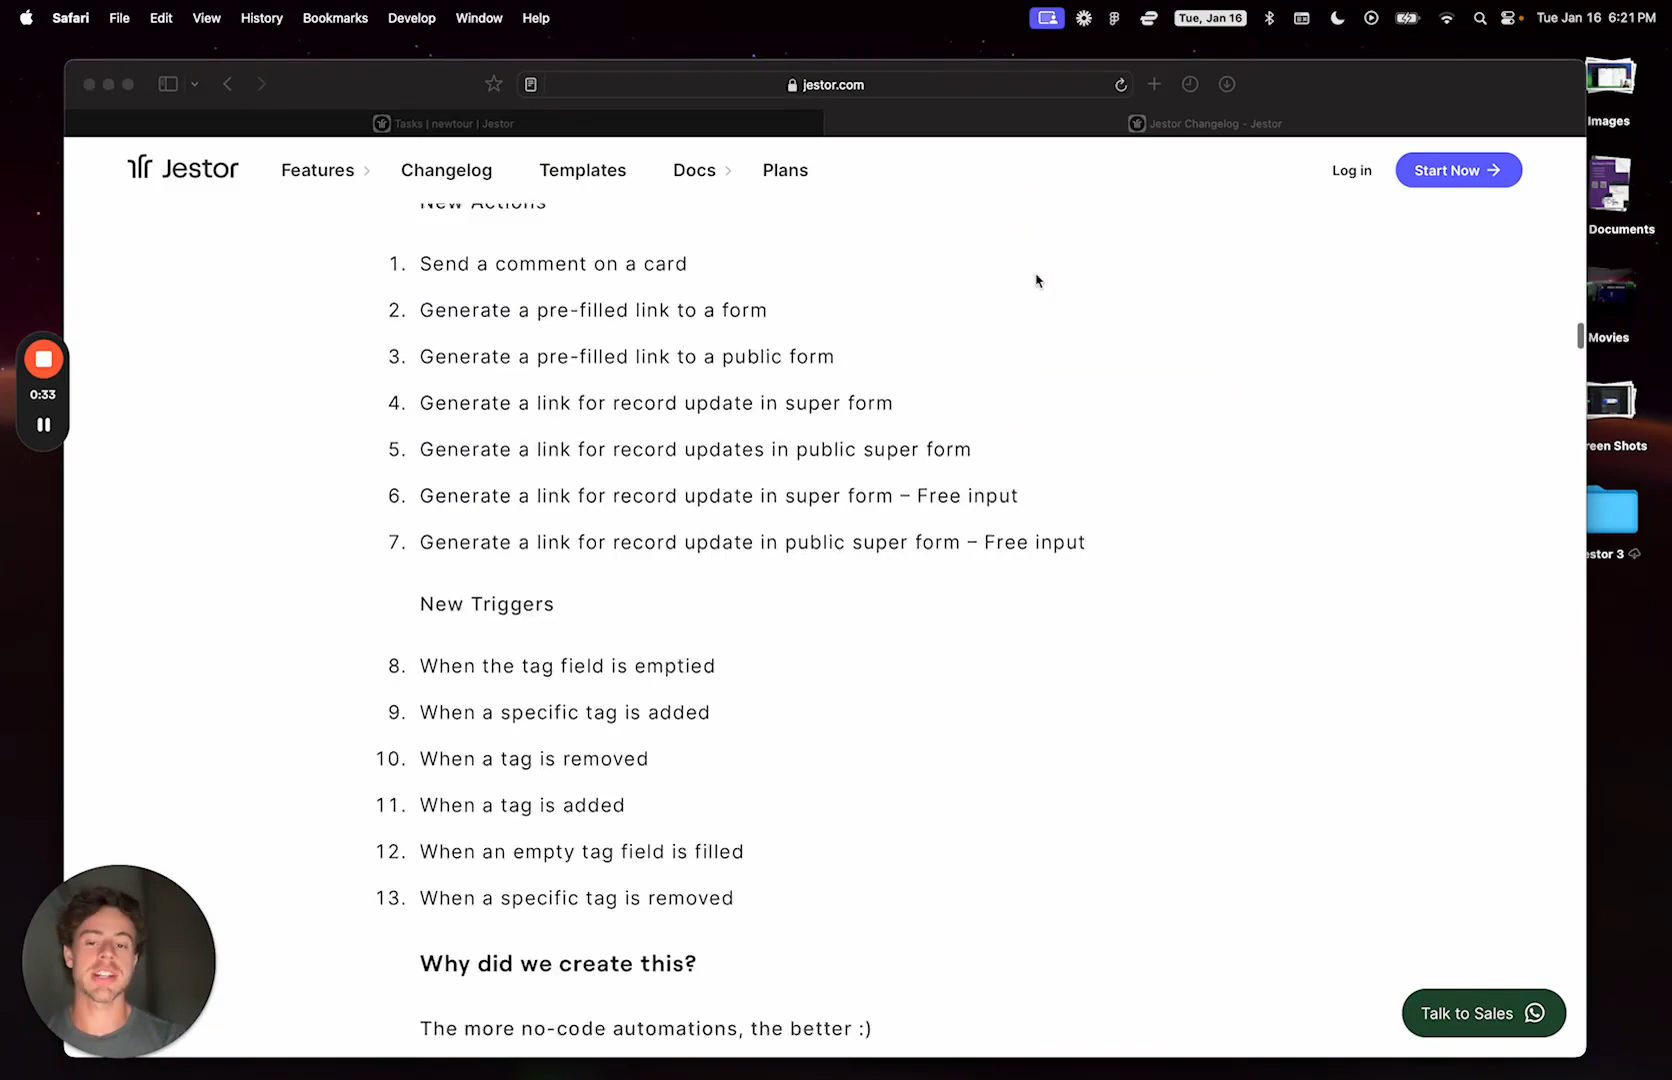 Safari File Edit View History Bookmarks Develop Window Help Tue, Jan 16 Tue Jan 16 6:21 PM
jestor.com
Tasks | newtour | Jestor Jestor Changelog - Jestor
Jestor Features Changelog Templates Docs Plans Log in Start Now →
New Actions
1. Send a comment on a card
2. Generate a pre-filled link to a form
3. Generate a pre-filled link to a public form
4. Generate a link for record update in super form
5. Generate a link for record updates in public super form
6. Generate a link for record update in super form – Free input
7. Generate a link for record update in public super form – Free input
New Triggers
8. When the tag field is emptied
9. When a specific tag is added
10. When a tag is removed
11. When a tag is added
12. When an empty tag field is filled
13. When a specific tag is removed
Why did we create this?
The more no-code automations, the better :)
Talk to Sales
0:33
Images
Documents
Movies
reen Shots
estor 3